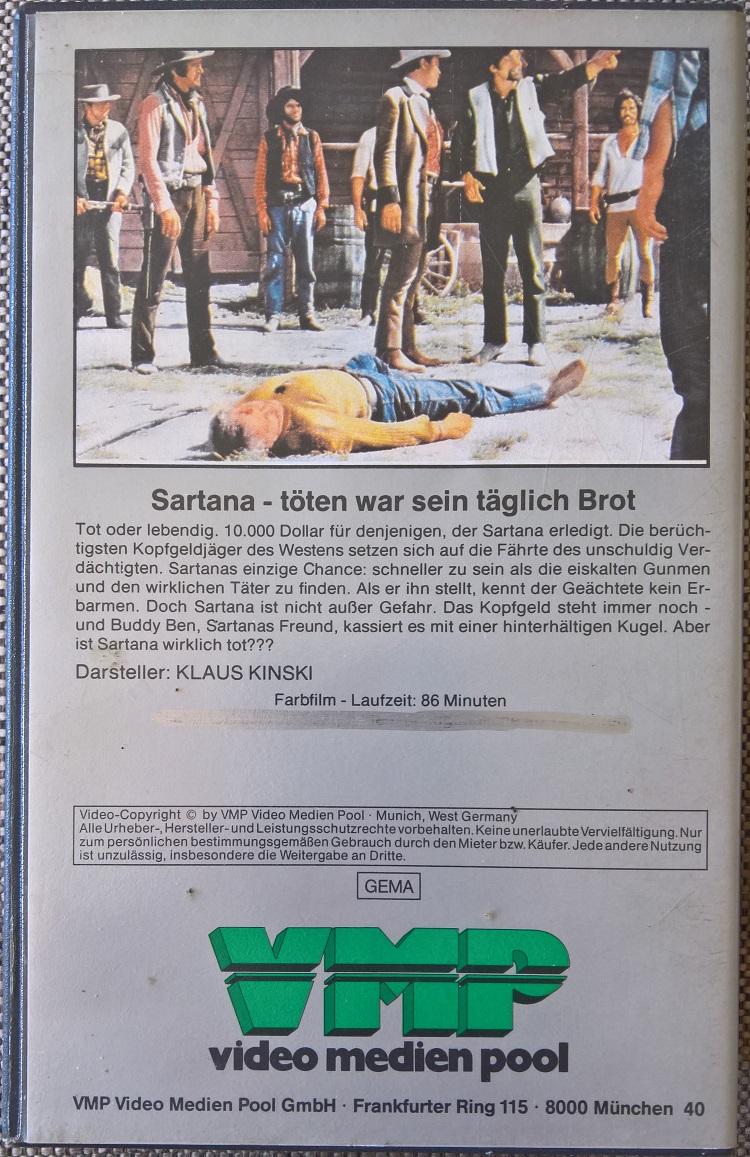 Sartana - töten war sein täglich Brot
Tot oder lebendig. 10.000 Dollar für denjenigen, der Sartana erledigt. Die berüch-
tigsten Kopfgeldjäger des Westens setzen sich auf die Fährte des unschuldig Ver-
dächtigten. Sartanas einzige Chance: schneller zu sein als die eiskalten Gunmen
und den wirklichen Täter zu finden. Als er ihn stellt, kennt der Geächtete kein Er-
barmen. Doch Sartana ist nicht außer Gefahr. Das Kopfgeld steht immer noch -
und Buddy Ben, Sartanas Freund, kassiert es mit einer hinterhältigen Kugel. Aber
ist Sartana wirklich tot???
Darsteller: KLAUS KINSKI
Farbfilm - Laufzeit: 86 Minuten
Video-Copyright © by VMP Video Medien Pool · Munich, West Germany
Alle Urheber-, Hersteller- und Leistungsschutzrechte vorbehalten. Keine unerlaubte Vervielfältigung. Nur
zum persönlichen bestimmungsgemäßen Gebrauch durch den Mieter bzw. Käufer. Jede andere Nutzung
ist unzulässig, insbesondere die Weitergabe an Dritte.
GEMA
VMP
video medien pool
VMP Video Medien Pool GmbH · Frankfurter Ring 115 · 8000 München 40